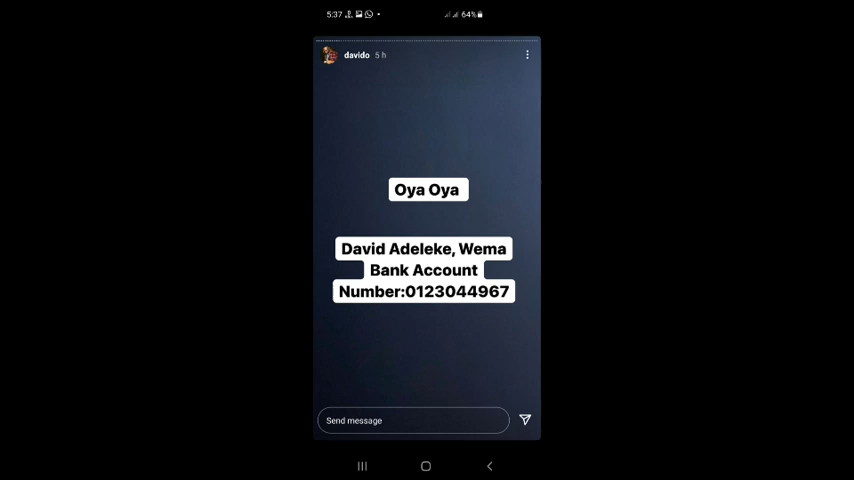 5:37
64%
davido 5 h
Oya Oya
David Adeleke, Wema
Bank Account
Number:0123044967
Send message